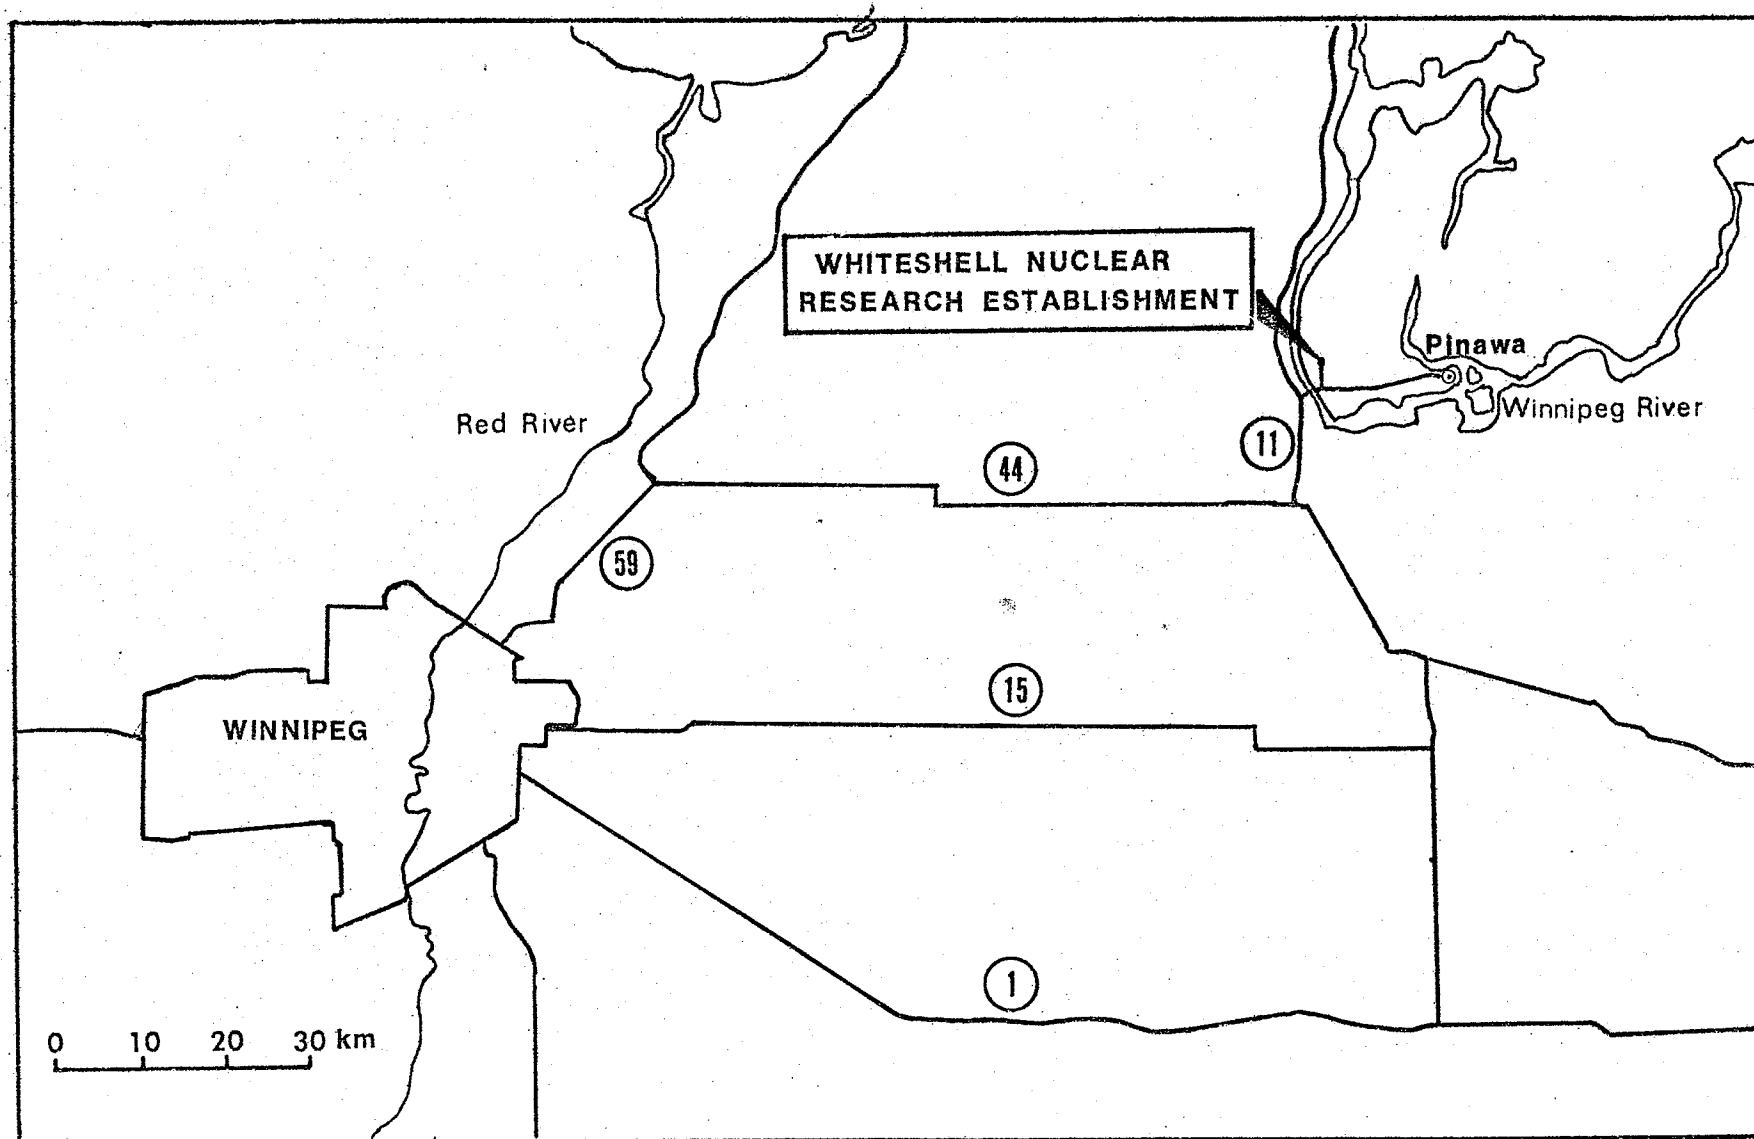 WHITESHELL NUCLEAR
RESEARCH ESTABLISHMENT
Pinawa
Winnipeg River
Red River
11
44
59
15
WINNIPEG
1
0 10 20 30 km